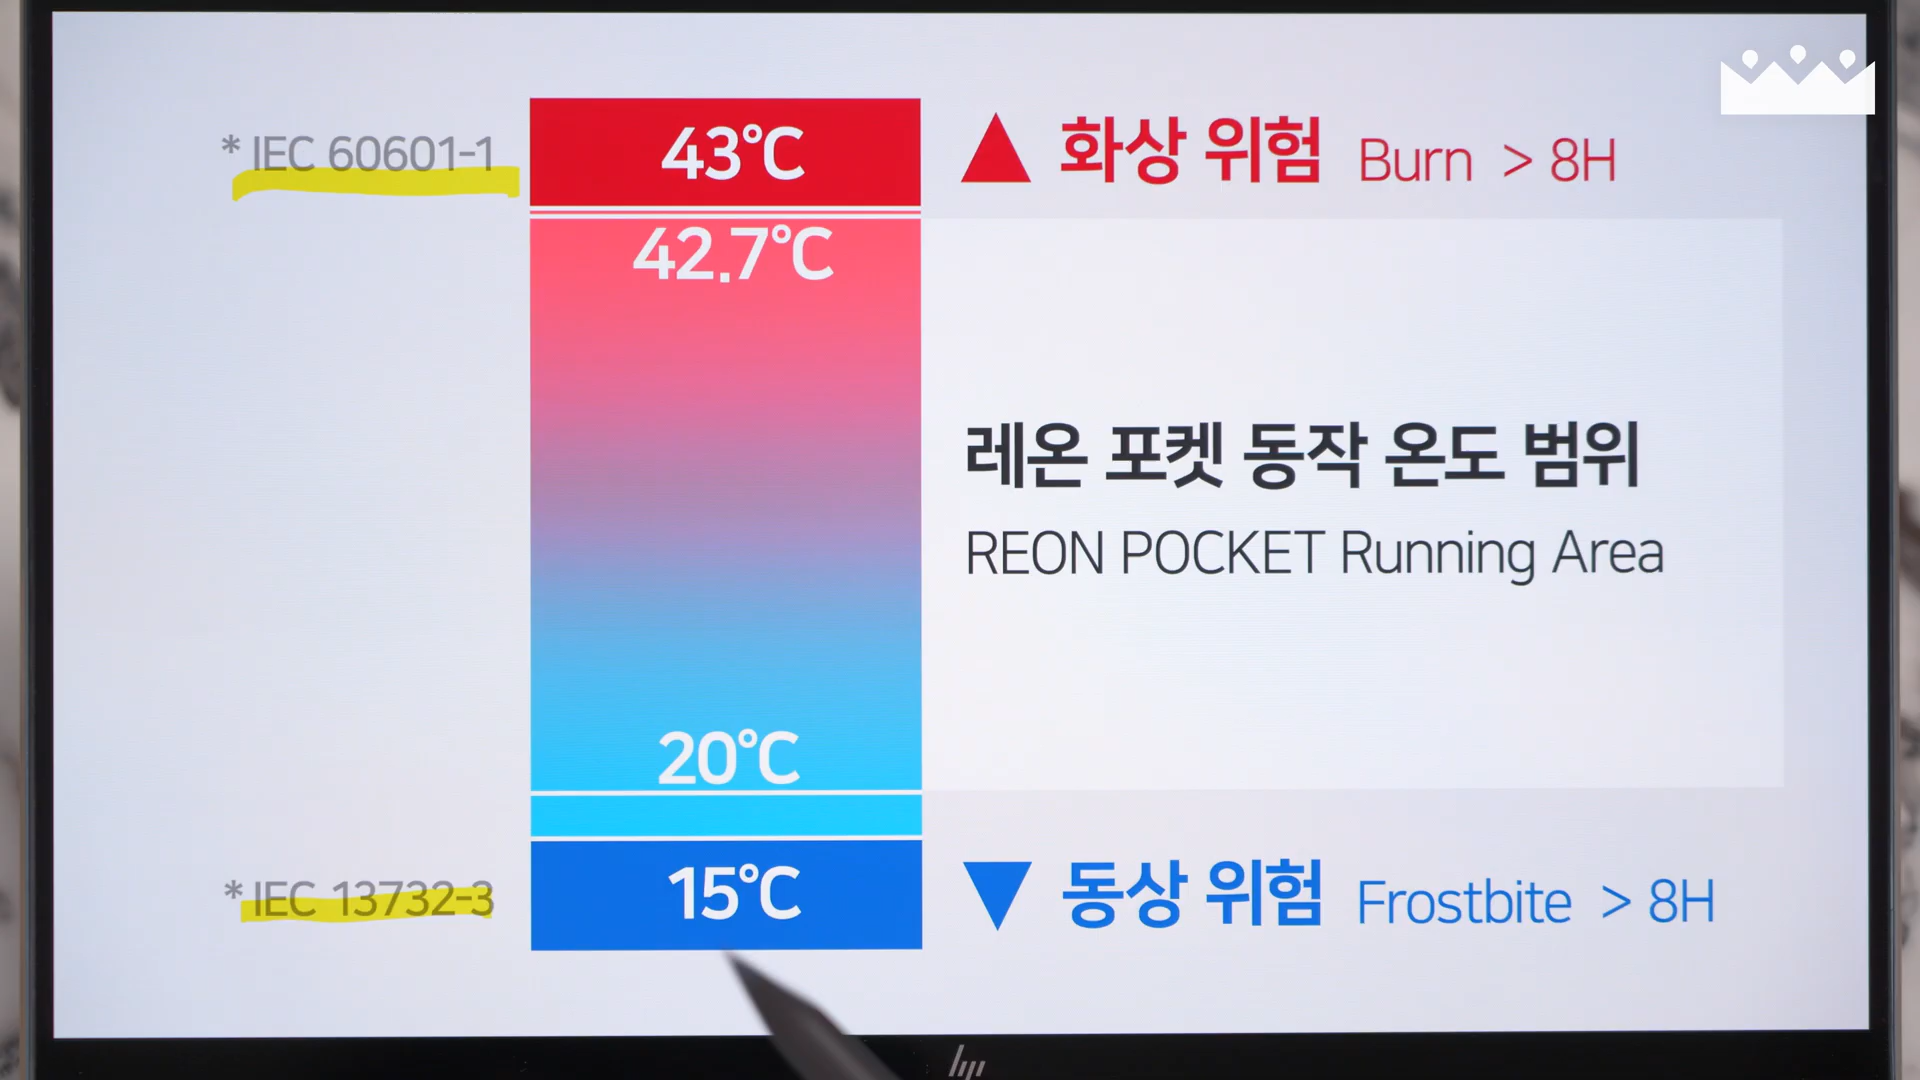 * IEC 60601-1
43℃
▲ 화상 위험 Burn > 8H
42.7℃
레온 포켓 동작 온도 범위
REON POCKET Running Area
20℃
* IEC 13732-3
15℃
▼ 동상 위험 Frostbite > 8H
hp